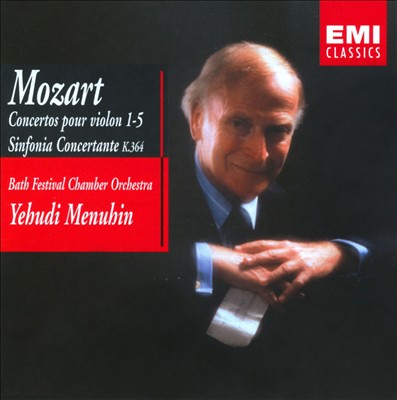 EMI
CLASSICS
Mozart
Concertos pour violon 1-5
Sinfonia Concertante K.364
Bath Festival Chamber Orchestra
Yehudi Menuhin